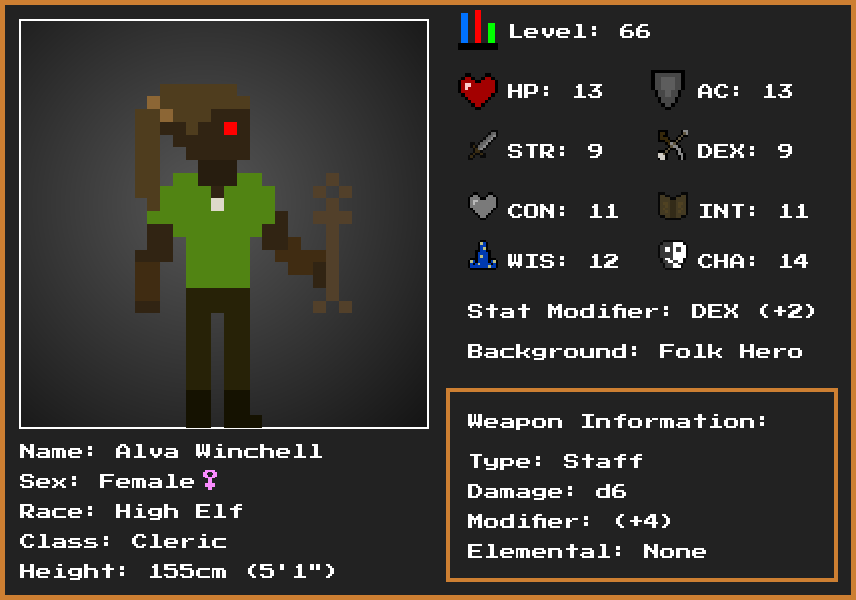 Level: 66
HP: 13
AC: 13
STR: 9
DEX: 9
CON: 11
INT: 11
WIS: 12
CHA: 14
Stat Modifier: DEX (+2)
Background: Folk Hero
Weapon Information:
Type: Staff
Damage: d6
Modifier: (+4)
Elemental: None
Name: Alva Winchell
Sex: Female♀
Race: High Elf
Class: Cleric
Height: 155cm (5'1")